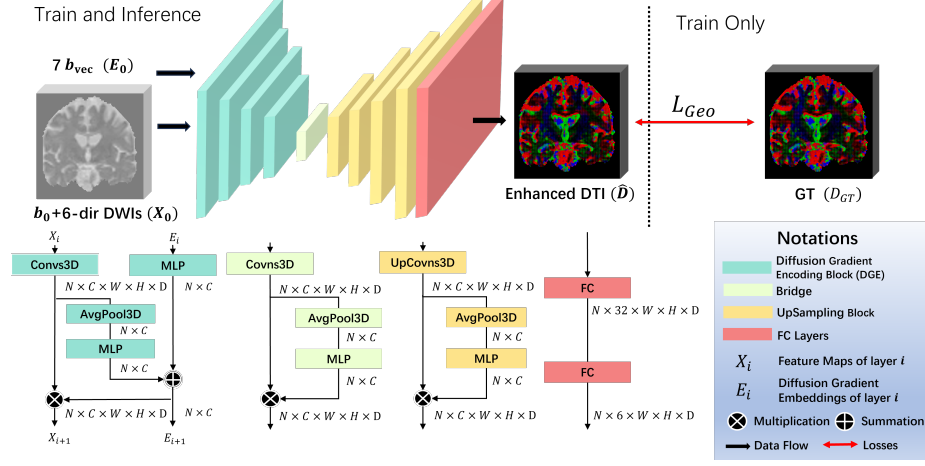 Train and Inference
Train Only
7 b_vec (E_0)
b_0+6-dir DWIs (X_0)
Enhanced DTI (D̂)
L_Geo
GT (D_GT)
X_i
E_i
Convs3D
MLP
N × C × W × H × D
N × C
AvgPool3D
N × C
MLP
N × C
N × C × W × H × D
N × C
X_{i+1}
E_{i+1}
Covns3D
N × C × W × H × D
AvgPool3D
N × C
MLP
N × C
N × C × W × H × D
UpCovns3D
N × C × W × H × D
AvgPool3D
N × C
MLP
N × C
N × C × W × H × D
FC
N × 32 × W × H × D
FC
N × 6 × W × H × D
Notations
Diffusion Gradient
Encoding Block (DGE)
Bridge
UpSampling Block
FC Layers
X_i Feature Maps of layer i
E_i Diffusion Gradient
Embeddings of layer i
Multiplication
Summation
Data Flow
Losses